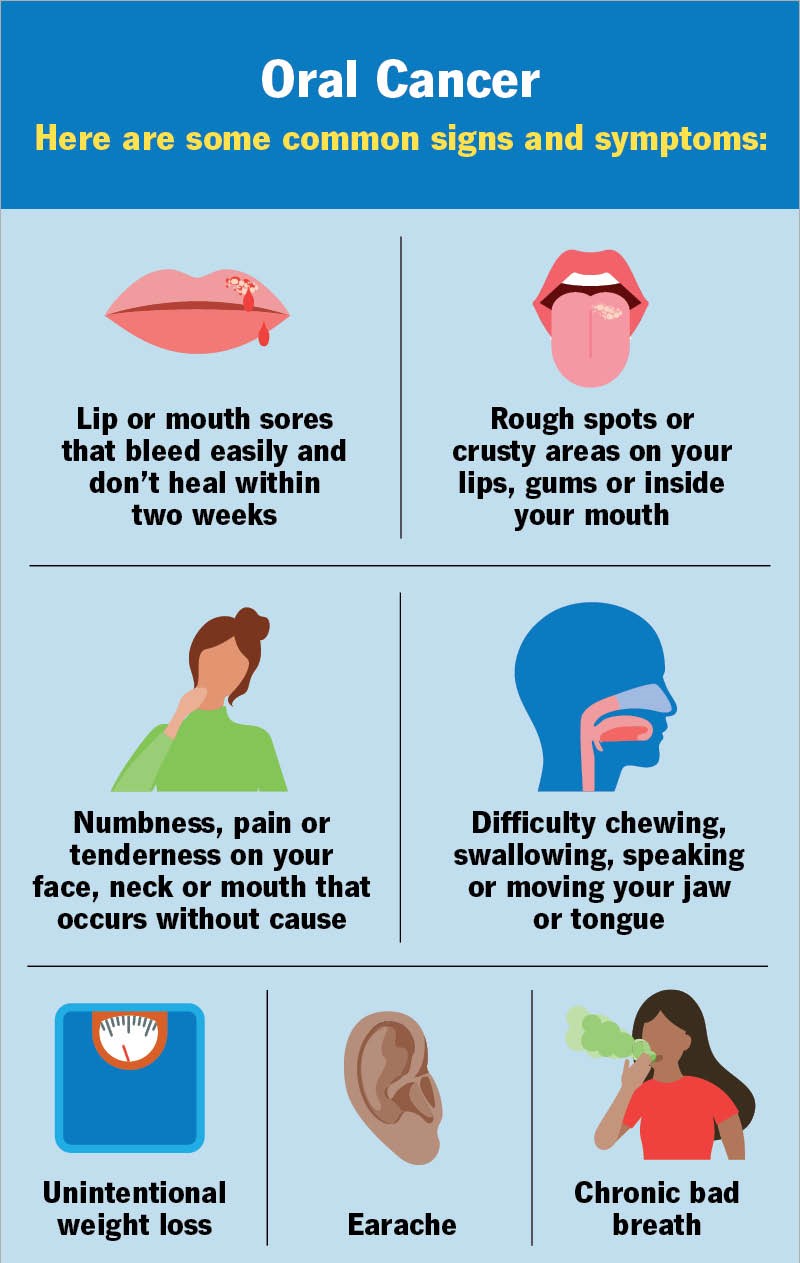 Oral Cancer
Here are some common signs and symptoms:
Lip or mouth sores
that bleed easily and
don’t heal within
two weeks
Rough spots or
crusty areas on your
lips, gums or inside
your mouth
Numbness, pain or
tenderness on your
face, neck or mouth that
occurs without cause
Difficulty chewing,
swallowing, speaking
or moving your jaw
or tongue
Unintentional
weight loss
Earache
Chronic bad
breath